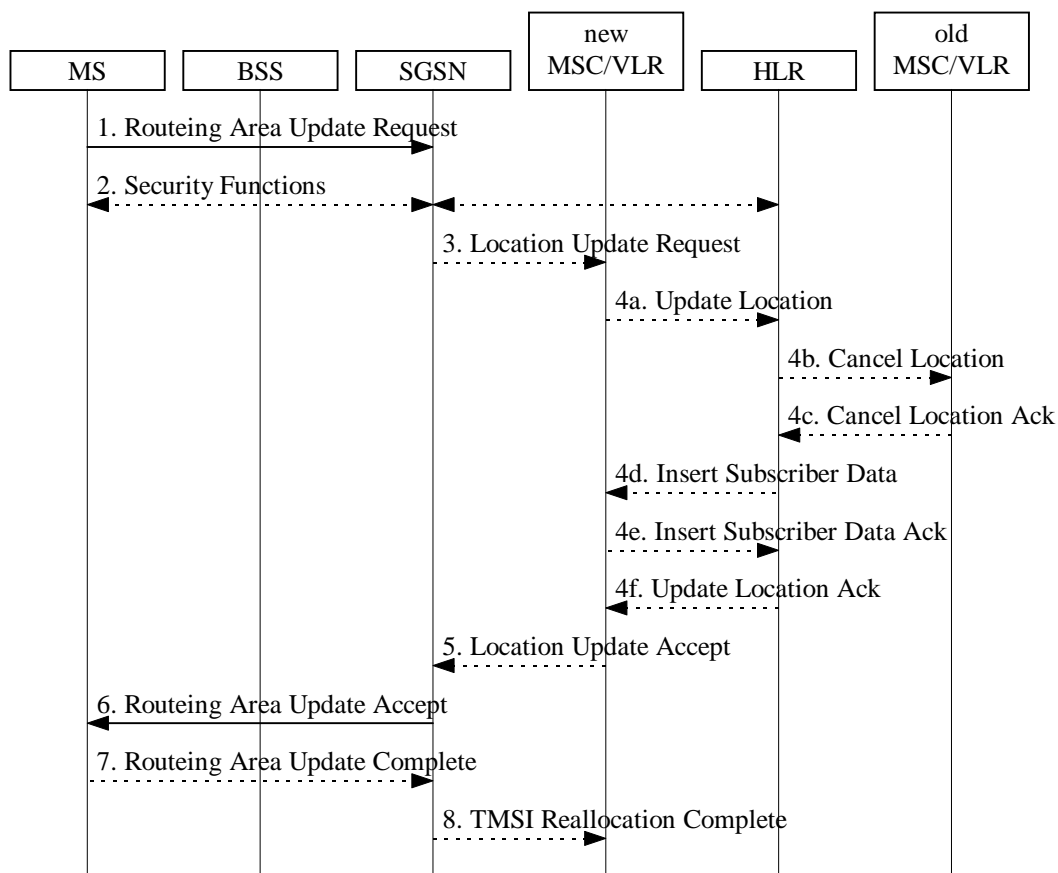 new
MSC/VLR
old
MSC/VLR
MS
BSS
SGSN
HLR
1. Routeing Area Update Request
2. Security Functions
3. Location Update Request
4a. Update Location
4b. Cancel Location
4c. Cancel Location Ack
4d. Insert Subscriber Data
4e. Insert Subscriber Data Ack
4f. Update Location Ack
5. Location Update Accept
6. Routeing Area Update Accept
7. Routeing Area Update Complete
8. TMSI Reallocation Complete